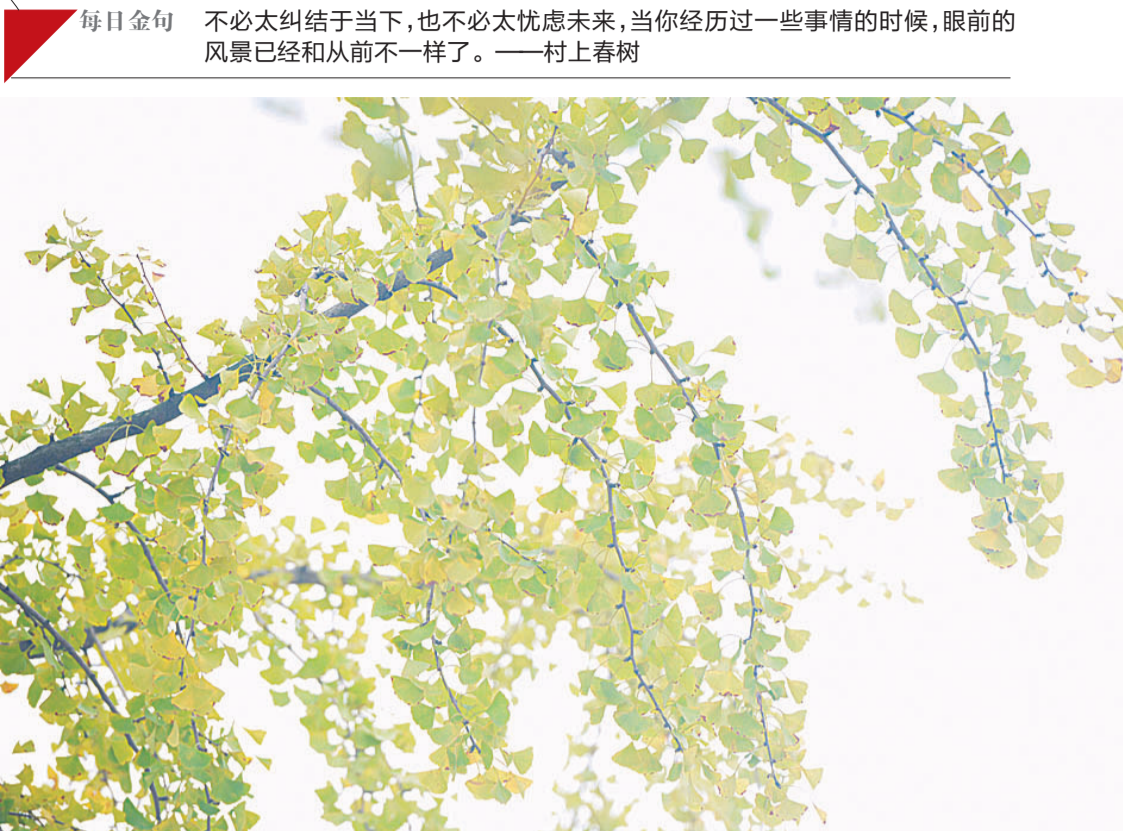 每日金句
不必太纠结于当下，也不必太忧虑未来，当你经历过一些事情的时候，眼前的
风景已经和从前不一样了。——村上春树